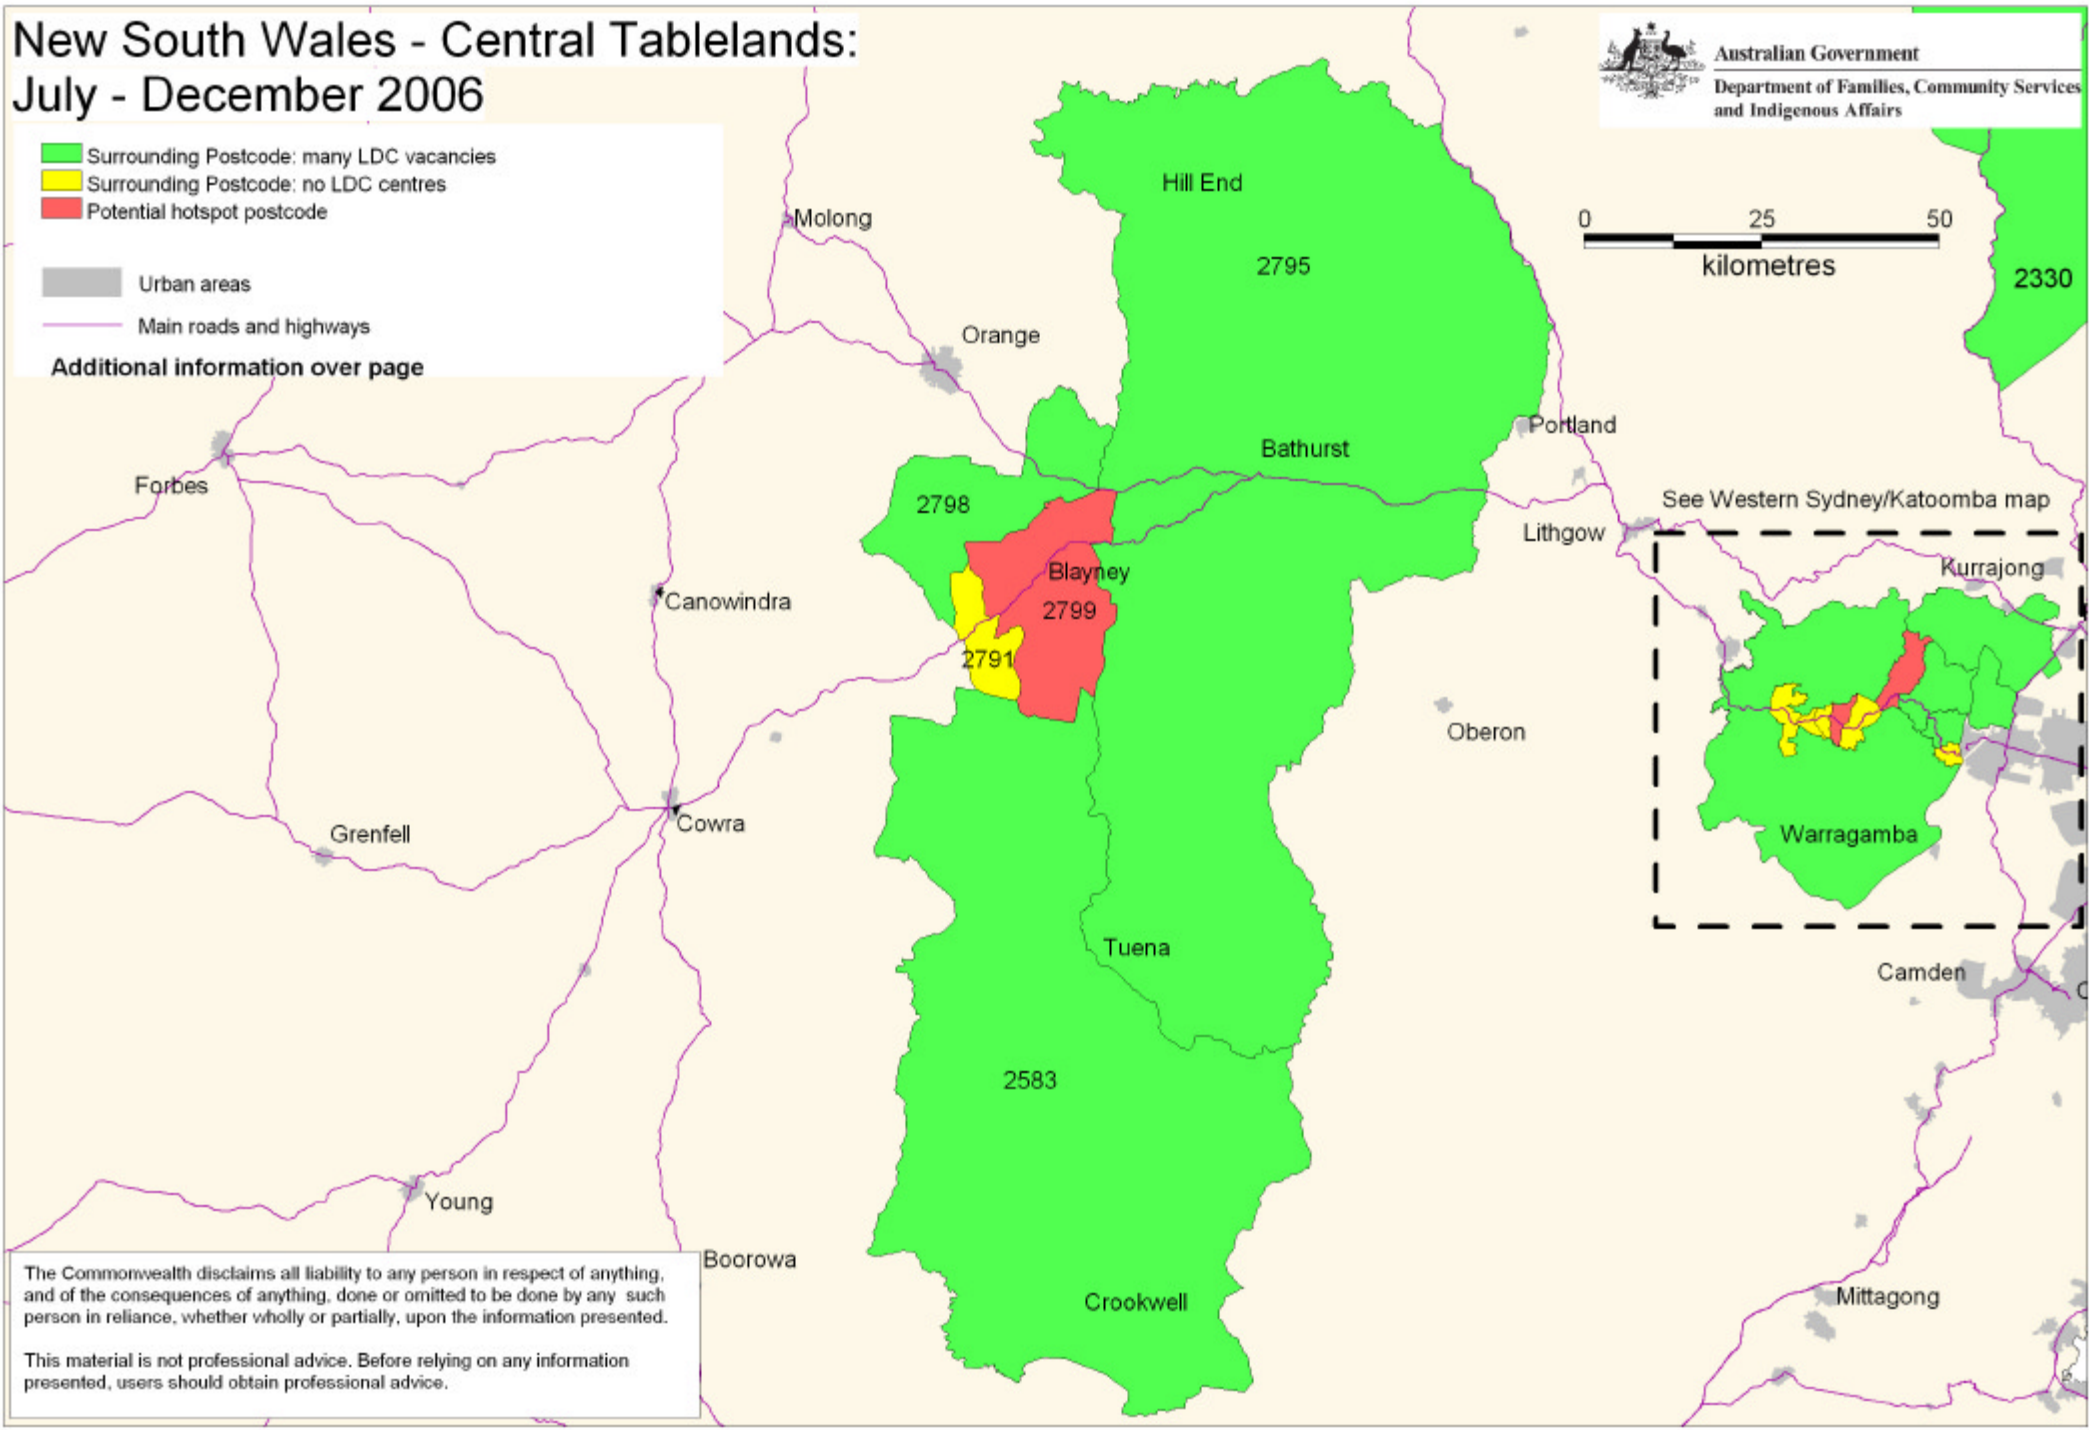 New South Wales - Central Tablelands:
July - December 2006
Australian Government
Department of Families, Community Services
and Indigenous Affairs
Surrounding Postcode: many LDC vacancies
Surrounding Postcode: no LDC centres
Potential hotspot postcode
Urban areas
Main roads and highways
Additional information over page
0 25 50
kilometres
Hill End
Molong
2795
2330
Orange
Portland
Bathurst
Forbes
2798
See Western Sydney/Katoomba map
Lithgow
Kurrajong
Blayney
Canowindra
2799
2791
Oberon
Cowra
Grenfell
Warragamba
Tuena
Camden
C
2583
Young
Boorowa
Crookwell
Mittagong
The Commonwealth disclaims all liability to any person in respect of anything,
and of the consequences of anything, done or omitted to be done by any such
person in reliance, whether wholly or partially, upon the information presented.
This material is not professional advice. Before relying on any information
presented, users should obtain professional advice.